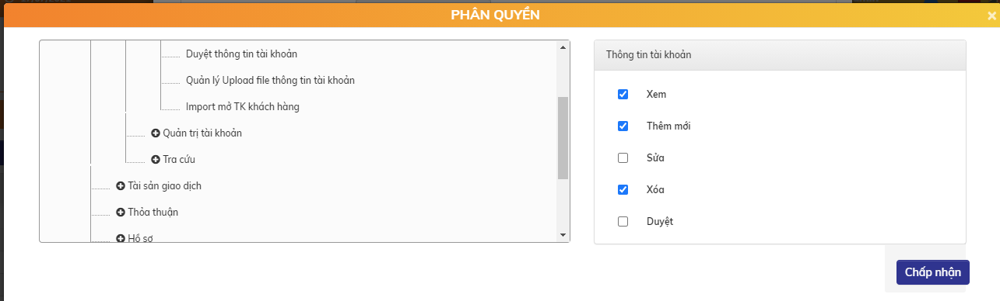 PHÂN QUYỀN
Duyệt thông tin tài khoản
Quản lý Upload file thông tin tài khoản
Import mở TK khách hàng
Quản trị tài khoản
Tra cứu
Tài sản giao dịch
Thỏa thuận
Hồ sơ
Thông tin tài khoản
Xem
Thêm mới
Sửa
Xóa
Duyệt
Chấp nhận